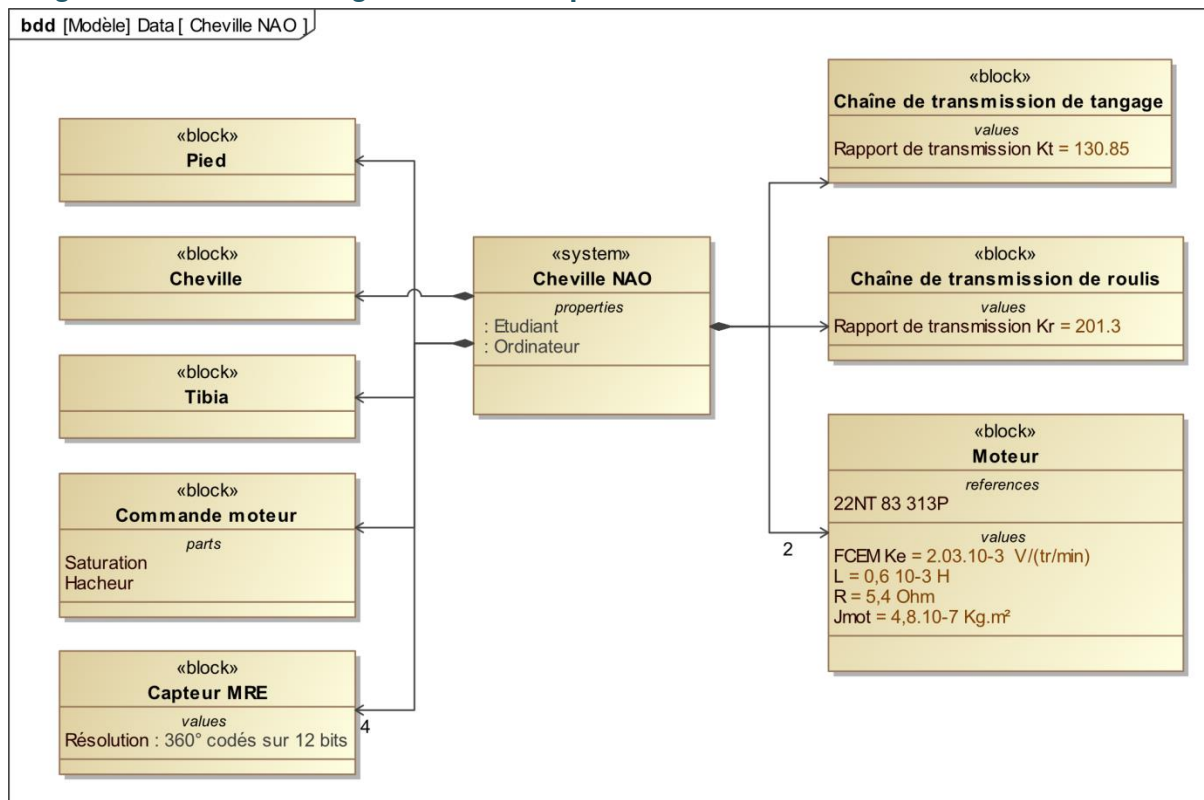 bdd [Modèle] Data [ Cheville NAO ]
«block»
Pied
«block»
Cheville
«block»
Tibia
«block»
Commande moteur
parts
Saturation
Hacheur
«block»
Capteur MRE
values
Résolution : 360° codés sur 12 bits
4
«system»
Cheville NAO
properties
: Etudiant
: Ordinateur
«block»
Chaîne de transmission de tangage
values
Rapport de transmission Kt = 130.85
«block»
Chaîne de transmission de roulis
values
Rapport de transmission Kr = 201.3
2
«block»
Moteur
references
22NT 83 313P
values
FCEM Ke = 2.03.10-3 V/(tr/min)
L = 0,6 10-3 H
R = 5,4 Ohm
Jmot = 4,8.10-7 Kg.m²